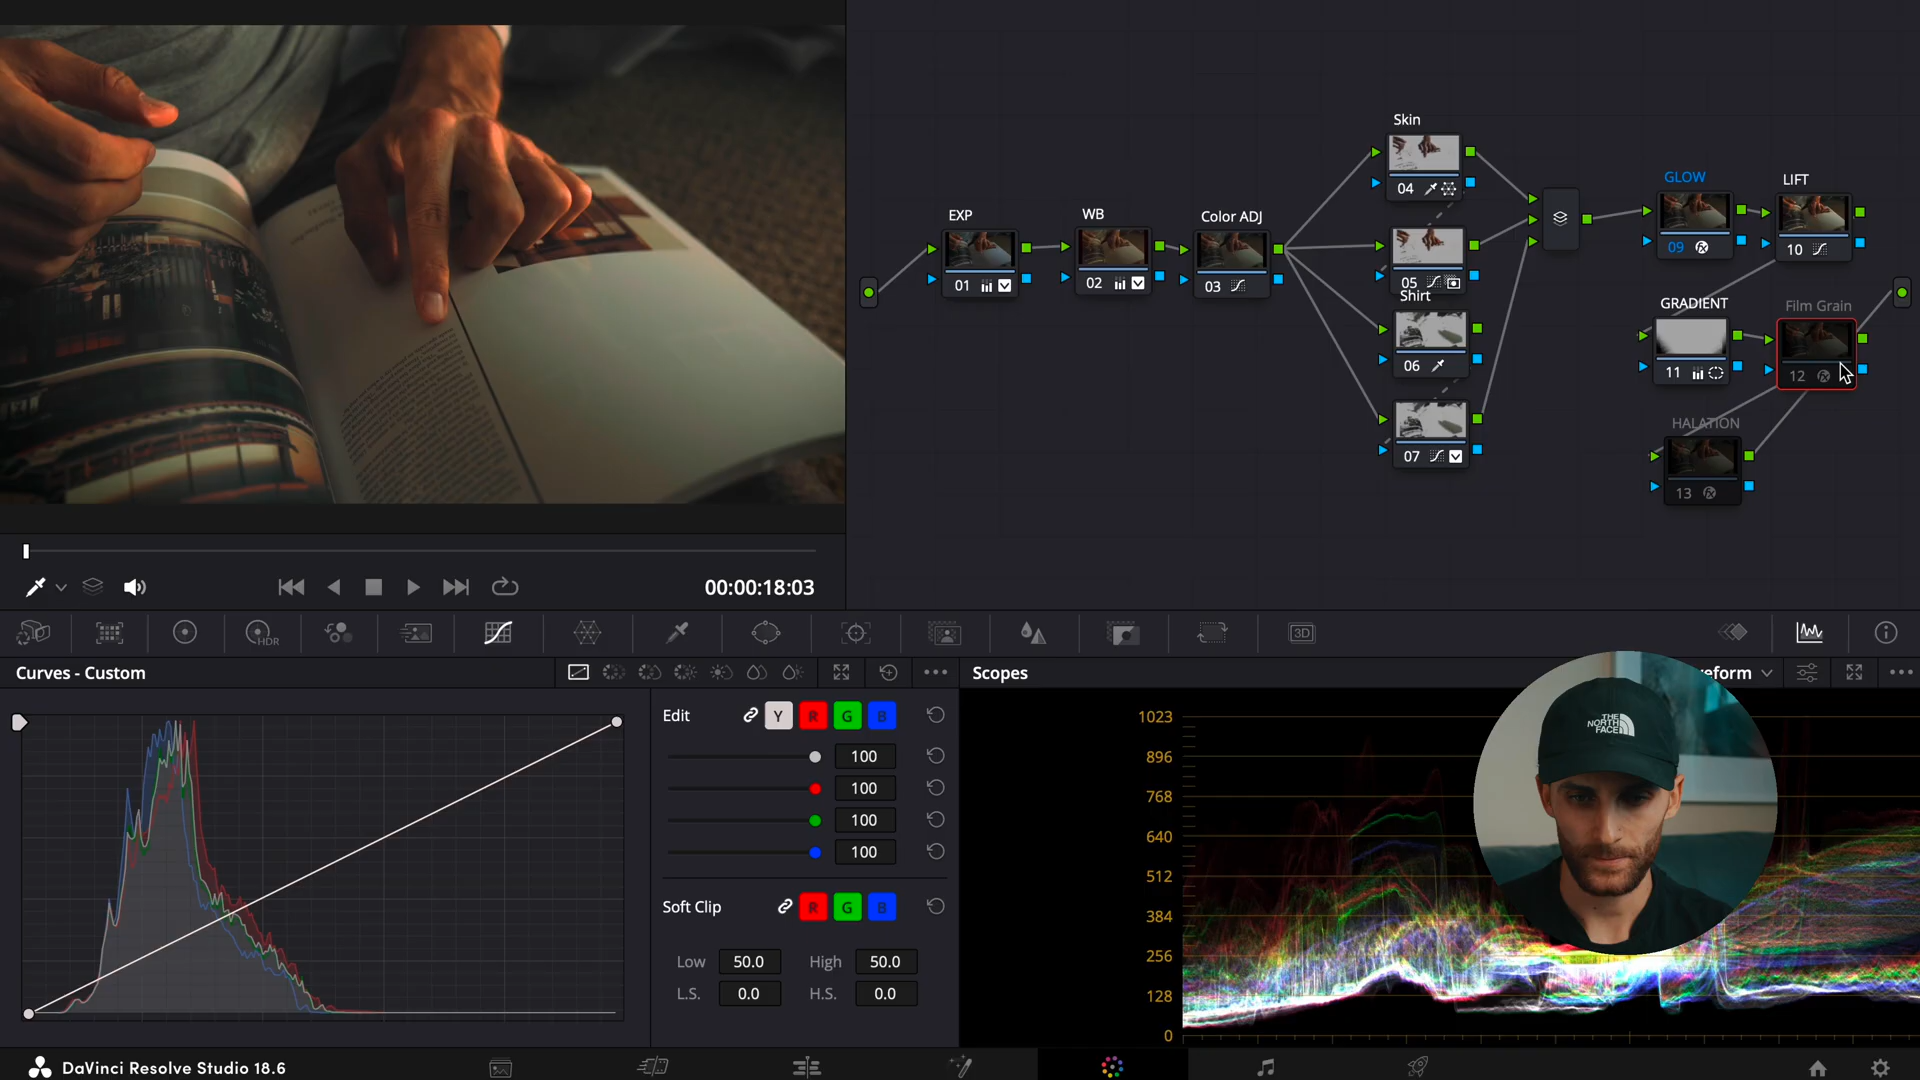 Skin
04
EXP
WB
Color ADJ
01
02
03
05
Shirt
06
07
GLOW
LIFT
09
10
GRADIENT
Film Grain
11
12
HALATION
13
00:00:18:03
HDR
3D
Curves - Custom
Edit
Y
R
G
B
100
100
100
100
Soft Clip
R
G
B
Low
50.0
High
50.0
L.S.
0.0
H.S.
0.0
Scopes
eform
1023
896
768
640
512
384
256
128
0
THE
NORTH
FACE
DaVinci Resolve Studio 18.6